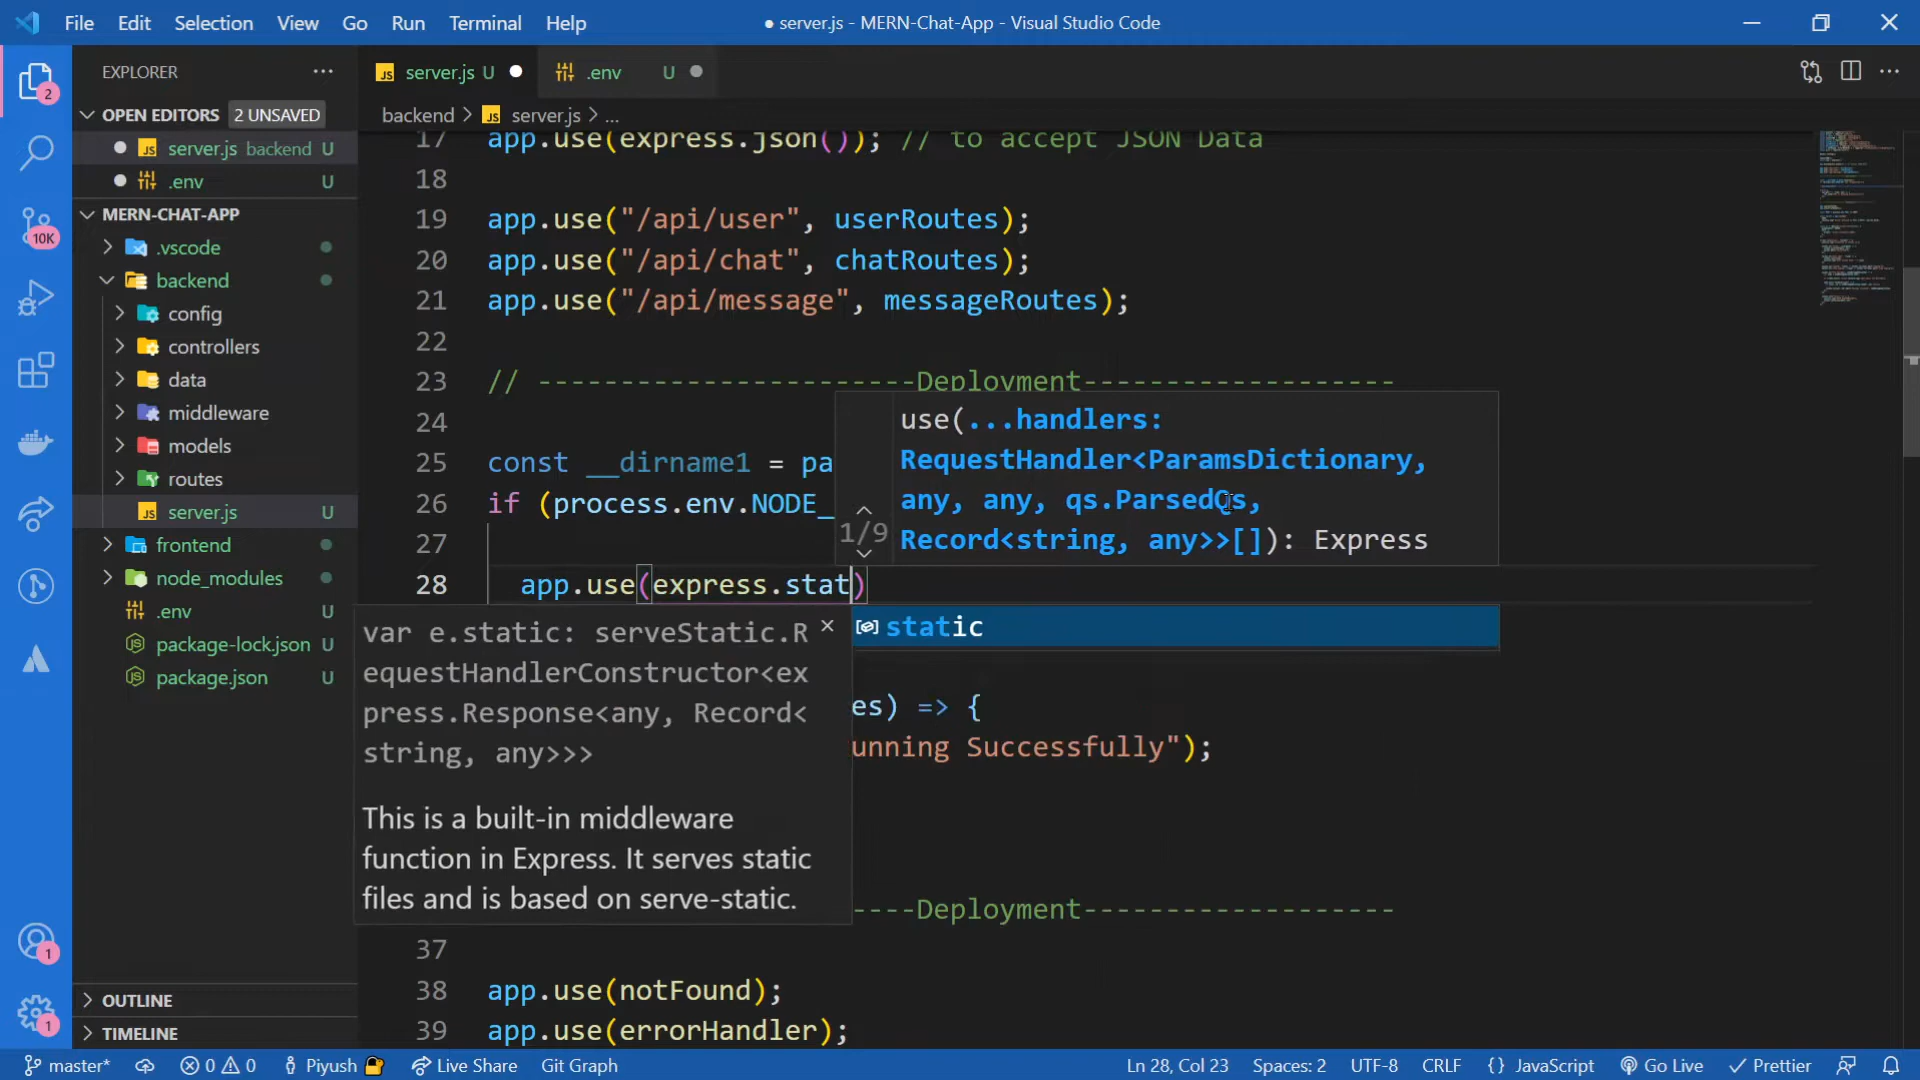 File Edit Selection View Go Run Terminal Help
● server.js - MERN-Chat-App - Visual Studio Code
EXPLORER
OPEN EDITORS 2 UNSAVED
server.js backend U
.env U
MERN-CHAT-APP
.vscode
backend
config
controllers
data
middleware
models
routes
server.js U
frontend
node_modules
.env U
package-lock.json U
package.json U
OUTLINE
TIMELINE
2
10K
1
1
server.js U
.env U
backend > server.js > ...
17 app.use(express.json()); // to accept JSON Data
18
19 app.use("/api/user", userRoutes);
20 app.use("/api/chat", chatRoutes);
21 app.use("/api/message", messageRoutes);
22
23 // -----------------------Deployment-------------------
24
25 const __dirname1 = pa
26 if (process.env.NODE_
27
28 app.use(express.stat)
use(...handlers:
RequestHandler<ParamsDictionary,
any, any, qs.ParsedQs,
1/9
Record<string, any>>[]): Express
static
var e.static: serveStatic.R
equestHandlerConstructor<ex
press.Response<any, Record<
string, any>>>
This is a built-in middleware
function in Express. It serves static
files and is based on serve-static.
es) => {
unning Successfully");
----Deployment-------------------
37
38 app.use(notFound);
39 app.use(errorHandler);
master* 0 0 Piyush Live Share Git Graph Ln 28, Col 23 Spaces: 2 UTF-8 CRLF {} JavaScript Go Live Prettier